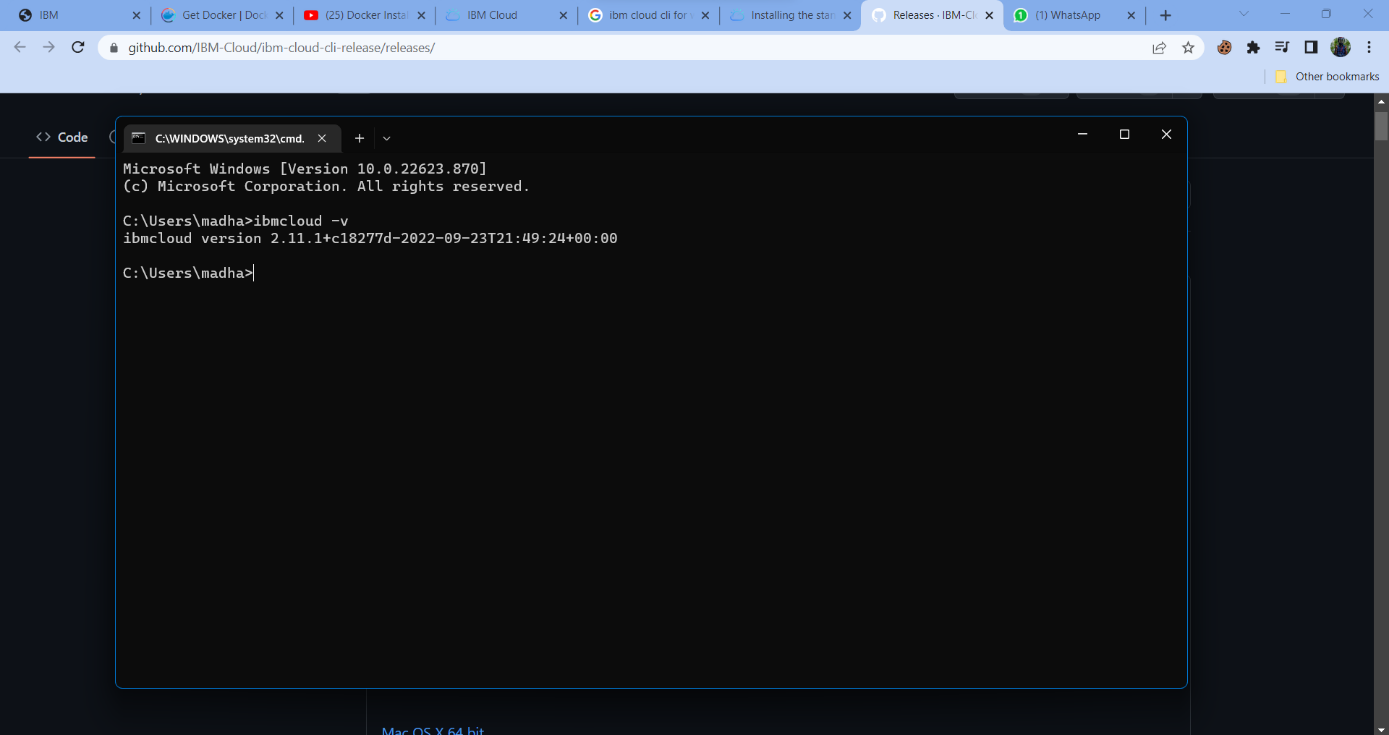 IBM
Get Docker | Doc
(25) Docker Instal
IBM Cloud
ibm cloud cli for w
Installing the stan
Releases · IBM-Cl
(1) WhatsApp
github.com/IBM-Cloud/ibm-cloud-cli-release/releases/
Other bookmarks
Code
C:\WINDOWS\system32\cmd.
Microsoft Windows [Version 10.0.22623.870]
(c) Microsoft Corporation. All rights reserved.
C:\Users\madha>ibmcloud -v
ibmcloud version 2.11.1+c18277d-2022-09-23T21:49:24+00:00
C:\Users\madha>
Mac OS X 64 bit